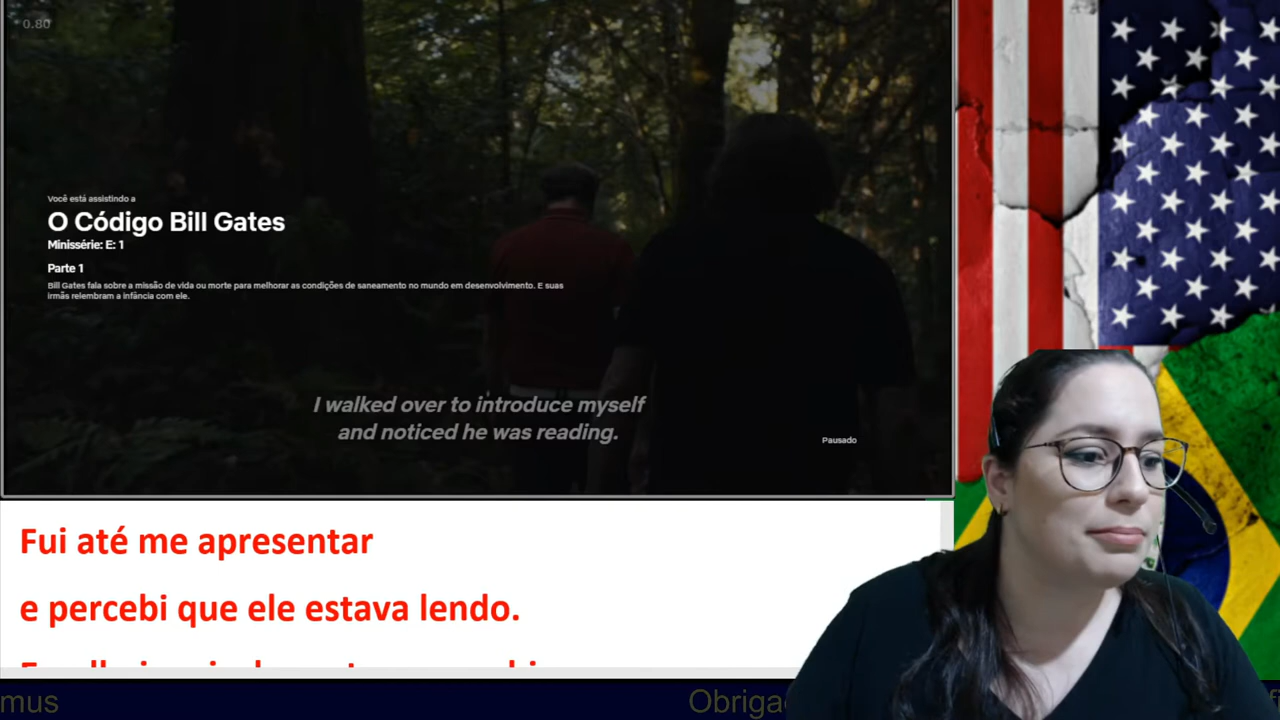 0.80
Você está assistindo a
O Código Bill Gates
Minissérie: E: 1
Parte 1
Bill Gates fala sobre a missão de vida ou morte para melhorar as condições de saneamento no mundo em desenvolvimento. E suas
irmãs relembram a infância com ele.
I walked over to introduce myself
and noticed he was reading.
Pausado
Fui até me apresentar
e percebi que ele estava lendo.
mus